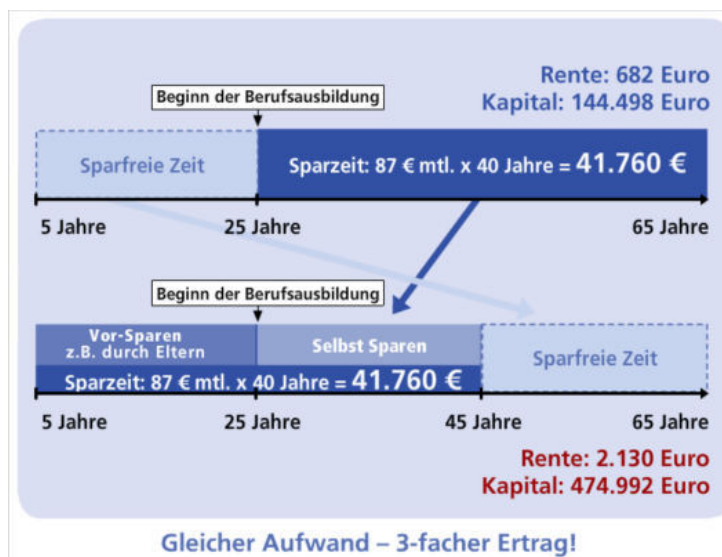 Rente: 682 Euro
Kapital: 144.498 Euro
Beginn der Berufsausbildung
Sparfreie Zeit
Sparzeit: 87 € mtl. x 40 Jahre = 41.760 €
5 Jahre
25 Jahre
65 Jahre
Beginn der Berufsausbildung
Vor-Sparen
z.B. durch Eltern
Selbst Sparen
Sparfreie Zeit
Sparzeit: 87 € mtl. x 40 Jahre = 41.760 €
5 Jahre
25 Jahre
45 Jahre
65 Jahre
Rente: 2.130 Euro
Kapital: 474.992 Euro
Gleicher Aufwand – 3-facher Ertrag!